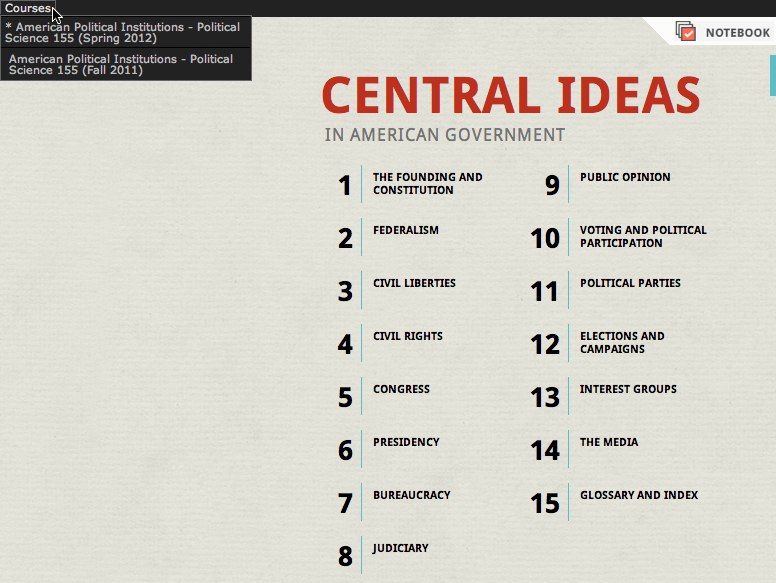 Courses
* American Political Institutions - Political
Science 155 (Spring 2012)
American Political Institutions - Political
Science 155 (Fall 2011)
NOTEBOOK
CENTRAL IDEAS
IN AMERICAN GOVERNMENT
1 THE FOUNDING AND
CONSTITUTION
2 FEDERALISM
3 CIVIL LIBERTIES
4 CIVIL RIGHTS
5 CONGRESS
6 PRESIDENCY
7 BUREAUCRACY
8 JUDICIARY
9 PUBLIC OPINION
10 VOTING AND POLITICAL
PARTICIPATION
11 POLITICAL PARTIES
12 ELECTIONS AND
CAMPAIGNS
13 INTEREST GROUPS
14 THE MEDIA
15 GLOSSARY AND INDEX